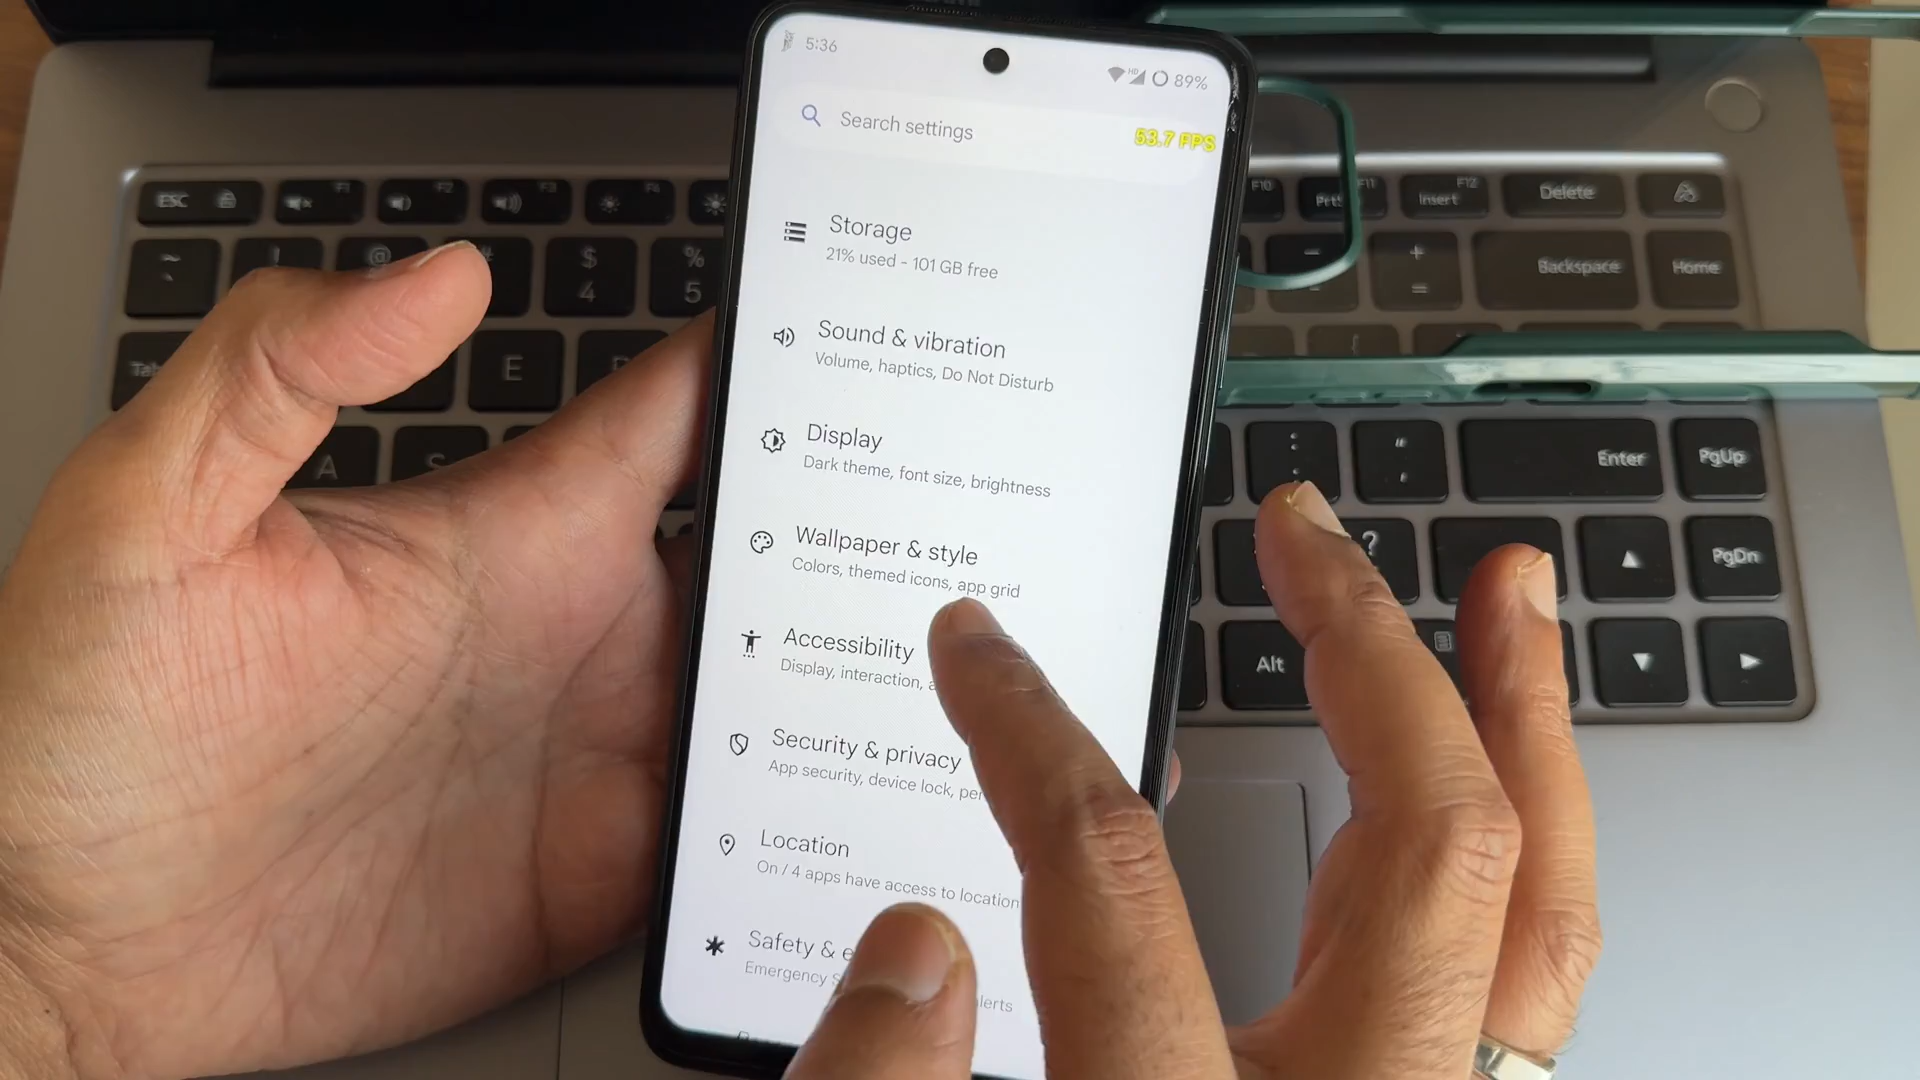 5:36
HD
89%
Search settings
53.7 FPS
Storage
21% used - 101 GB free
Sound & vibration
Volume, haptics, Do Not Disturb
Display
Dark theme, font size, brightness
Wallpaper & style
Colors, themed icons, app grid
Accessibility
Display, interaction,
Security & privacy
App security, device lock,
Location
On / 4 apps have access to location
Safety &
Emergency
ESC
F1
F2
F3
F4
F10
F11
F12
Insert
Delete
~
!
@
#
$
4
%
5
+
=
Backspace
Home
Tab
E
A
S
:
;
"
Enter
PgUp
?
PgDn
Alt